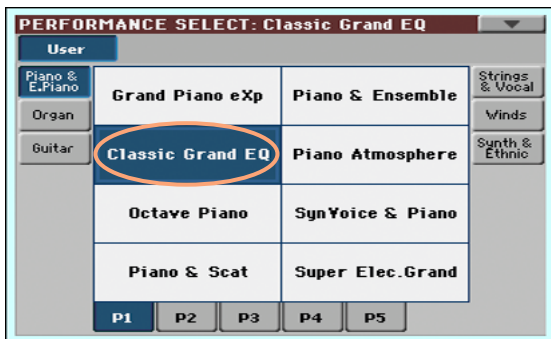 PERFORMANCE SELECT: Classic Grand EQ
User
Piano &
E.Piano
Organ
Guitar
Grand Piano eXp
Piano & Ensemble
Classic Grand EQ
Piano Atmosphere
Octave Piano
SynVoice & Piano
Piano & Scat
Super Elec.Grand
Strings
& Vocal
Winds
Synth &
Ethnic
P1 P2 P3 P4 P5